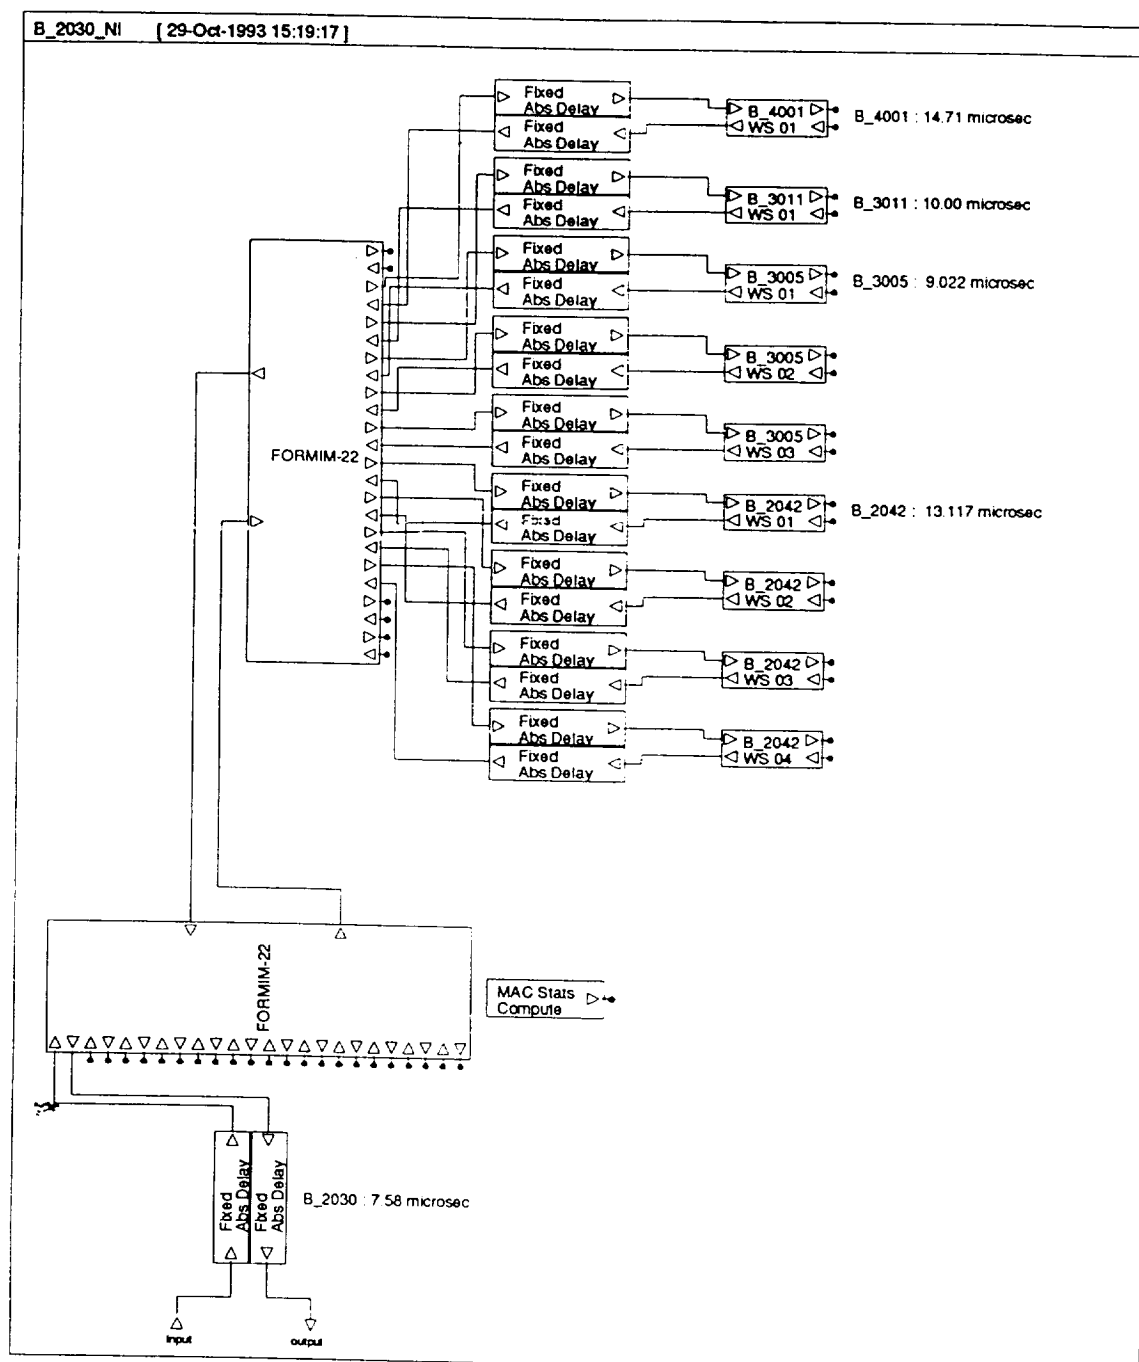 B_2030_NI [ 29-Oct-1993 15:19:17 ]
Fixed
Abs Delay
Fixed
Abs Delay
B_4001
WS 01
B_4001 : 14.71 microsec
Fixed
Abs Delay
Fixed
Abs Delay
B_3011
WS 01
B_3011 : 10.00 microsec
Fixed
Abs Delay
Fixed
Abs Delay
B_3005
WS 01
B_3005 : 9.022 microsec
Fixed
Abs Delay
Fixed
Abs Delay
B_3005
WS 02
Fixed
Abs Delay
Fixed
Abs Delay
B_3005
WS 03
FORMIM-22
Fixed
Abs Delay
Fixed
Abs Delay
B_2042
WS 01
B_2042 : 13.117 microsec
Fixed
Abs Delay
Fixed
Abs Delay
B_2042
WS 02
Fixed
Abs Delay
Fixed
Abs Delay
B_2042
WS 03
Fixed
Abs Delay
Fixed
Abs Delay
B_2042
WS 04
FORMIM-22
MAC Stats
Compute
Fixed
Abs Delay
Fixed
Abs Delay
B_2030 : 7.58 microsec
Input
output